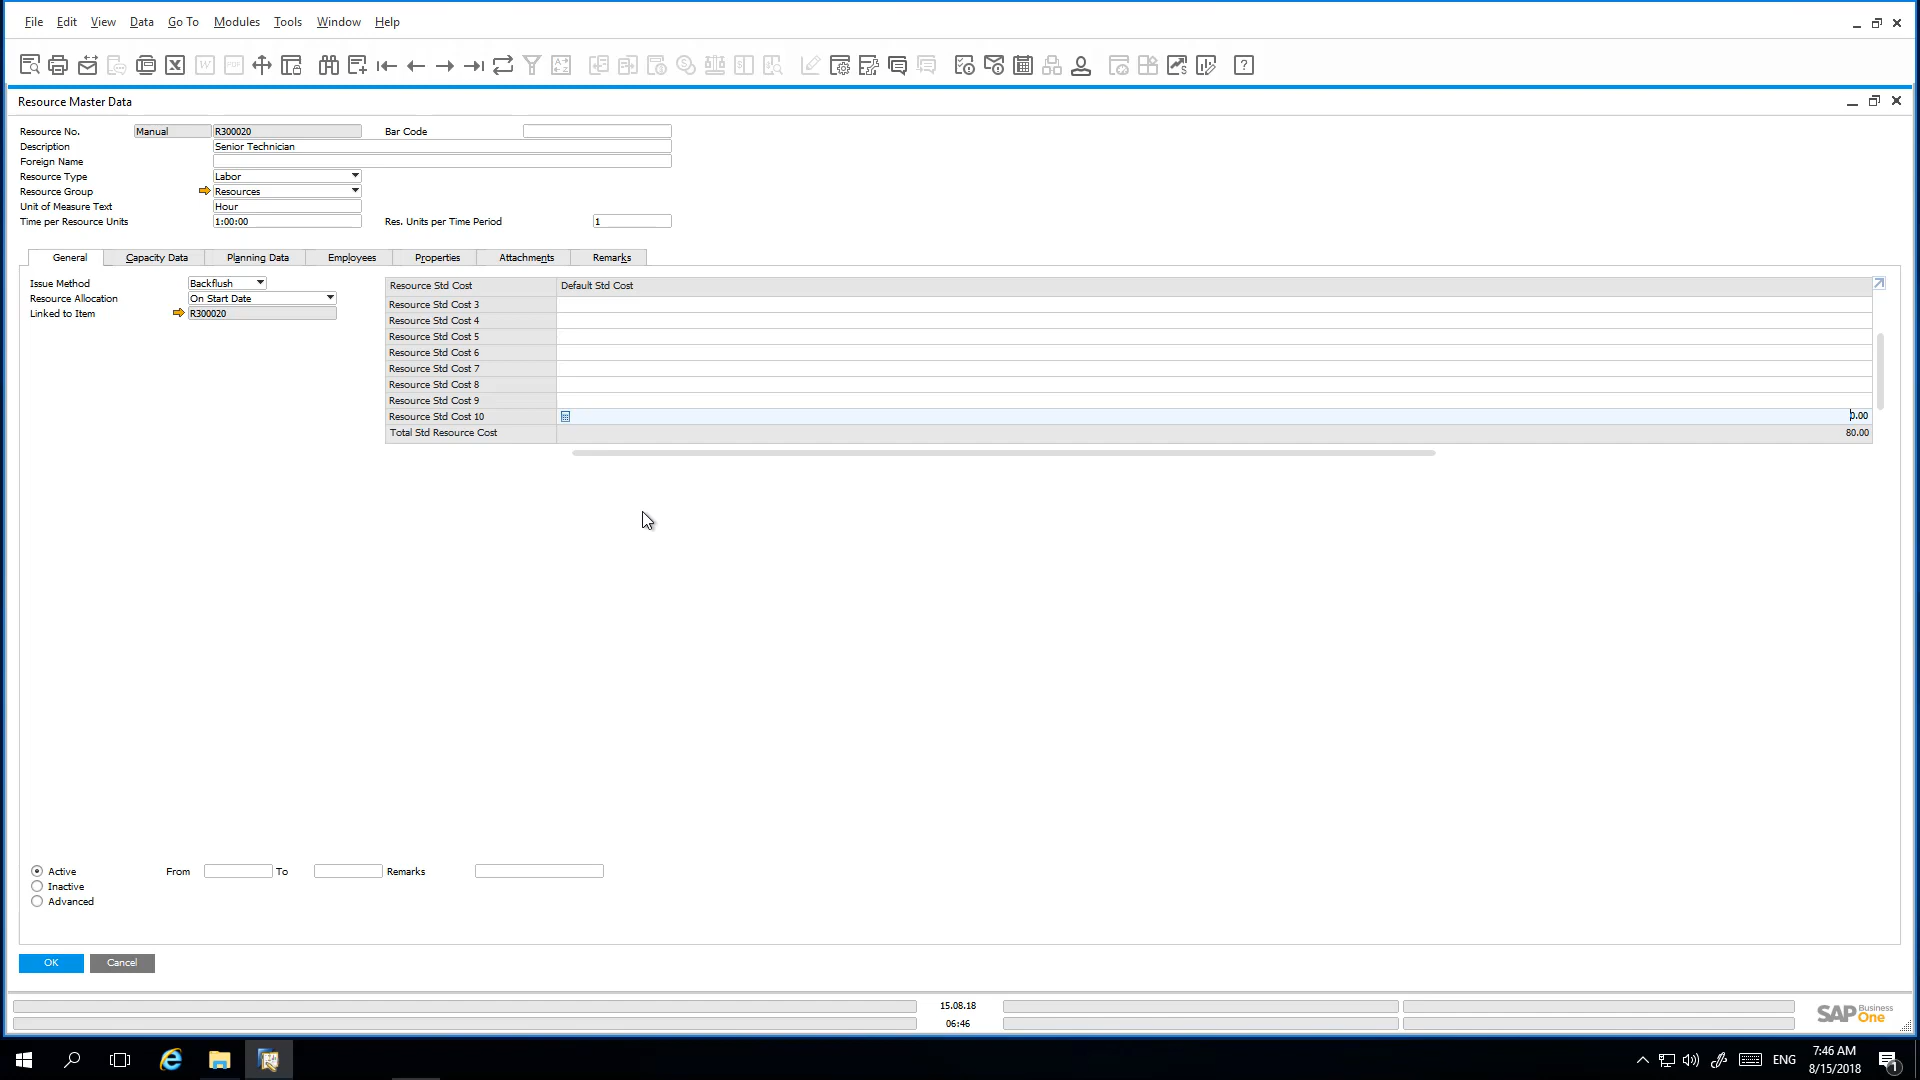 File Edit View Data Go To Modules Tools Window Help
Resource Master Data
Resource No. Manual R300020 Bar Code
Description Senior Technician
Foreign Name
Resource Type Labor
Resource Group Resources
Unit of Measure Text Hour
Time per Resource Units 1:00:00 Res. Units per Time Period 1
General Capacity Data Planning Data Employees Properties Attachments Remarks
Issue Method Backflush Resource Std Cost Default Std Cost
Resource Allocation On Start Date Resource Std Cost 3
Linked to Item R300020 Resource Std Cost 4
Resource Std Cost 5
Resource Std Cost 6
Resource Std Cost 7
Resource Std Cost 8
Resource Std Cost 9
Resource Std Cost 10 0.00
Total Std Resource Cost 80.00
Active From To Remarks
Inactive
Advanced
OK Cancel
15.08.18
06:46
SAP Business One
ENG 7:46 AM
8/15/2018 1